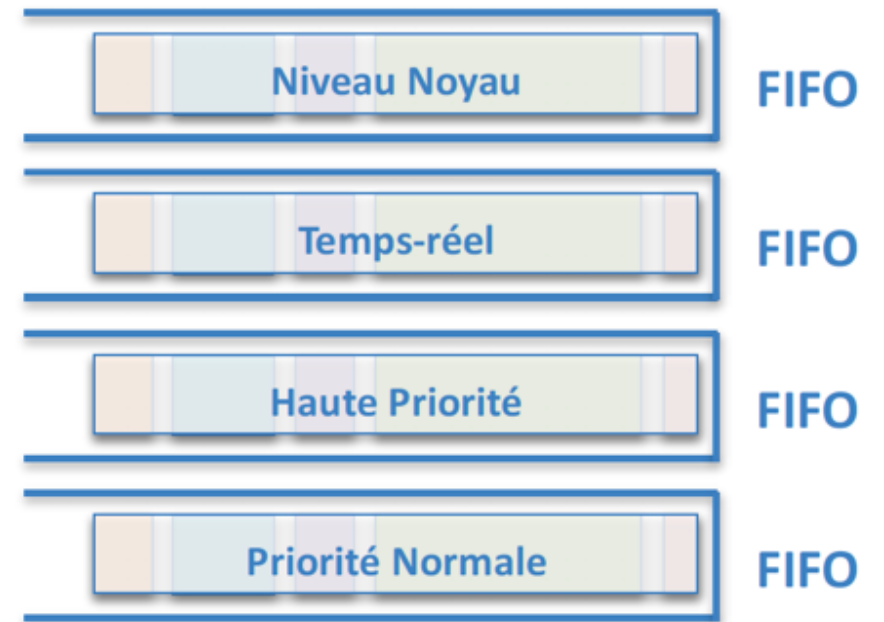 Niveau Noyau FIFO
Temps-réel FIFO
Haute Priorité FIFO
Priorité Normale FIFO